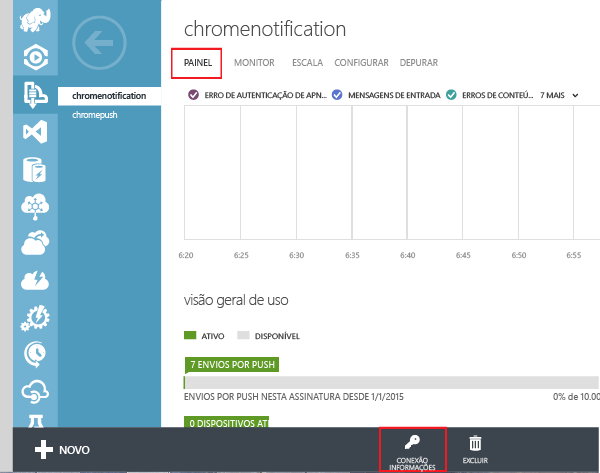 chromenotification
PAINEL MONITOR ESCALA CONFIGURAR DEPURAR
chromenotification
chromepush
ERRO DE AUTENTICAÇÃO DE APN... MENSAGENS DE ENTRADA ERROS DE CONTEÚ... 7 MAIS
6:20 6:25 6:30 6:35 6:40 6:45 6:50 6:55
visão geral de uso
ATIVO DISPONÍVEL
7 ENVIOS POR PUSH
ENVIOS POR PUSH NESTA ASSINATURA DESDE 1/1/2015 0% de 10.00
0 DISPOSITIVOS ATI
NOVO
CONEXÃO
INFORMAÇÕES
EXCLUIR